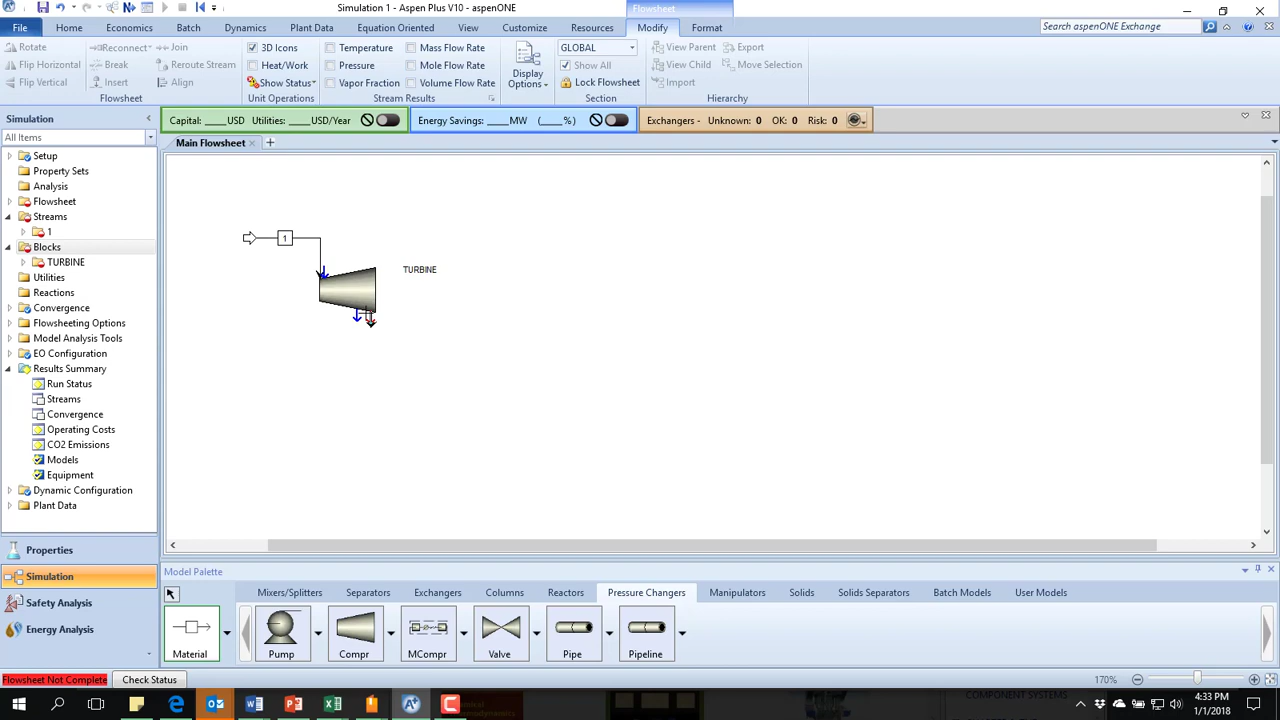 Simulation 1 - Aspen Plus V10 - aspenONE
Flowsheet
File
Home
Economics
Batch
Dynamics
Plant Data
Equation Oriented
View
Customize
Resources
Modify
Format
Search aspenONE Exchange
Rotate
Flip Horizontal
Flip Vertical
Reconnect
Break
Insert
Join
Reroute Stream
Align
Flowsheet
3D Icons
Heat/Work
Show Status
Unit Operations
Temperature
Pressure
Vapor Fraction
Mass Flow Rate
Mole Flow Rate
Volume Flow Rate
Stream Results
Display
Options
GLOBAL
Show All
Lock Flowsheet
Section
View Parent
View Child
Import
Export
Move Selection
Hierarchy
Simulation
All Items
Capital: ____USD Utilities: ____USD/Year
Energy Savings: ____MW (____%)
Exchangers - Unknown: 0 OK: 0 Risk: 0
Main Flowsheet
Setup
Property Sets
Analysis
Flowsheet
Streams
1
Blocks
TURBINE
Utilities
Reactions
Convergence
Flowsheeting Options
Model Analysis Tools
EO Configuration
Results Summary
Run Status
Streams
Convergence
Operating Costs
CO2 Emissions
Models
Equipment
Dynamic Configuration
Plant Data
Properties
Simulation
Safety Analysis
Energy Analysis
1
TURBINE
Model Palette
Mixers/Splitters
Separators
Exchangers
Columns
Reactors
Pressure Changers
Manipulators
Solids
Solids Separators
Batch Models
User Models
Material
Pump
Compr
MCompr
Valve
Pipe
Pipeline
Flowsheet Not Complete
Check Status
170%
COMPONENT SYSTEMS
4:33 PM
1/1/2018